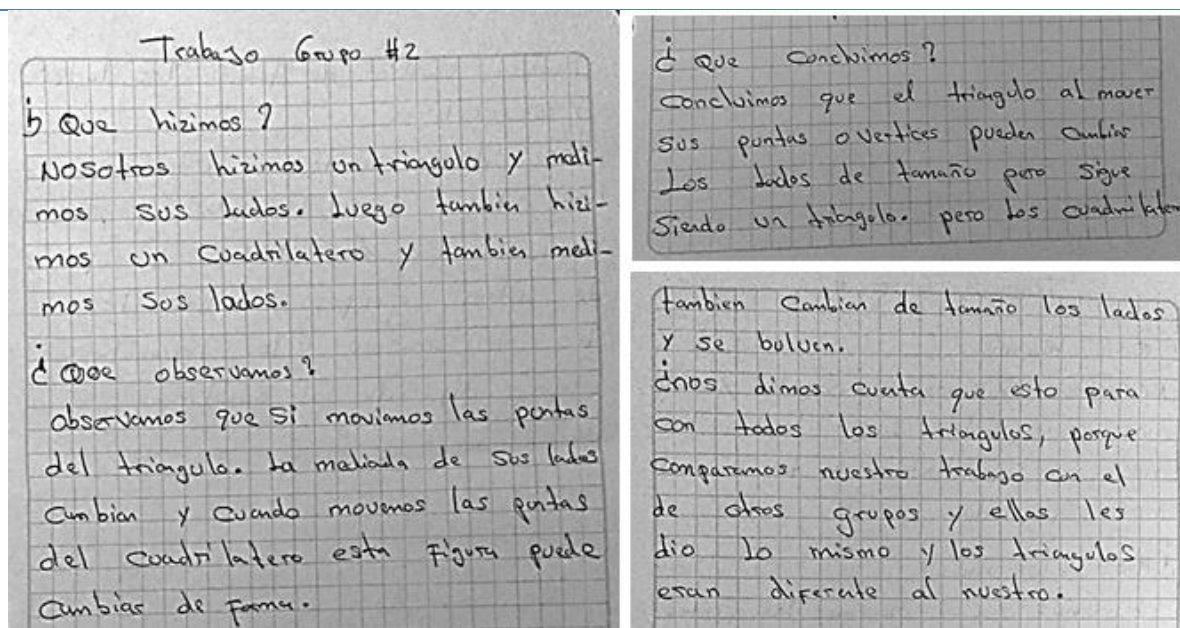 Trabajo Grupo #2
¿ Que hizimos ?
Nosotros hizimos un triangulo y medi-
mos sus lados. Luego tambien hizi-
mos un Cuadrilatero y tambien medi-
mos sus lados.
¿ Que observamos ?
observamos que si moviamos las puntas
del triangulo. La medida de sus lados
Cambian y cuando movemos las puntas
del Cuadrilatero esta Figura puede
Cambiar de Forma.
¿ Que Concluimos ?
Concluimos que el triangulo al mover
sus puntas o vertices pueden Cambiar
Los lados de tamaño pero Sigue
Siendo un triangulo. pero Los cuadrilatero
tambien Cambian de tamaño los lados
y se bolven.
¿nos dimos cuenta que esto para
con todos los triangulos, porque
Comparamos nuestro trabajo con el
de otros grupos y ellos les
dio Lo mismo y los triangulos
eran diferente al nuestro.